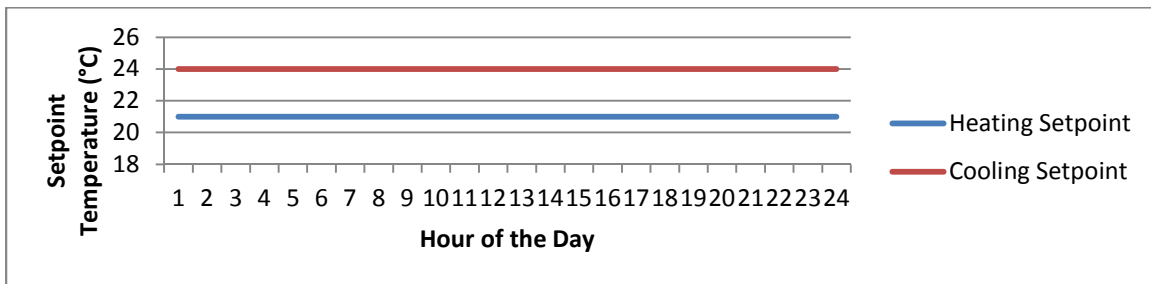 Setpoint
Temperature (°C)
26
24
22
20
18
1 2 3 4 5 6 7 8 9 10 11 12 13 14 15 16 17 18 19 20 21 22 23 24
Hour of the Day
Heating Setpoint
Cooling Setpoint